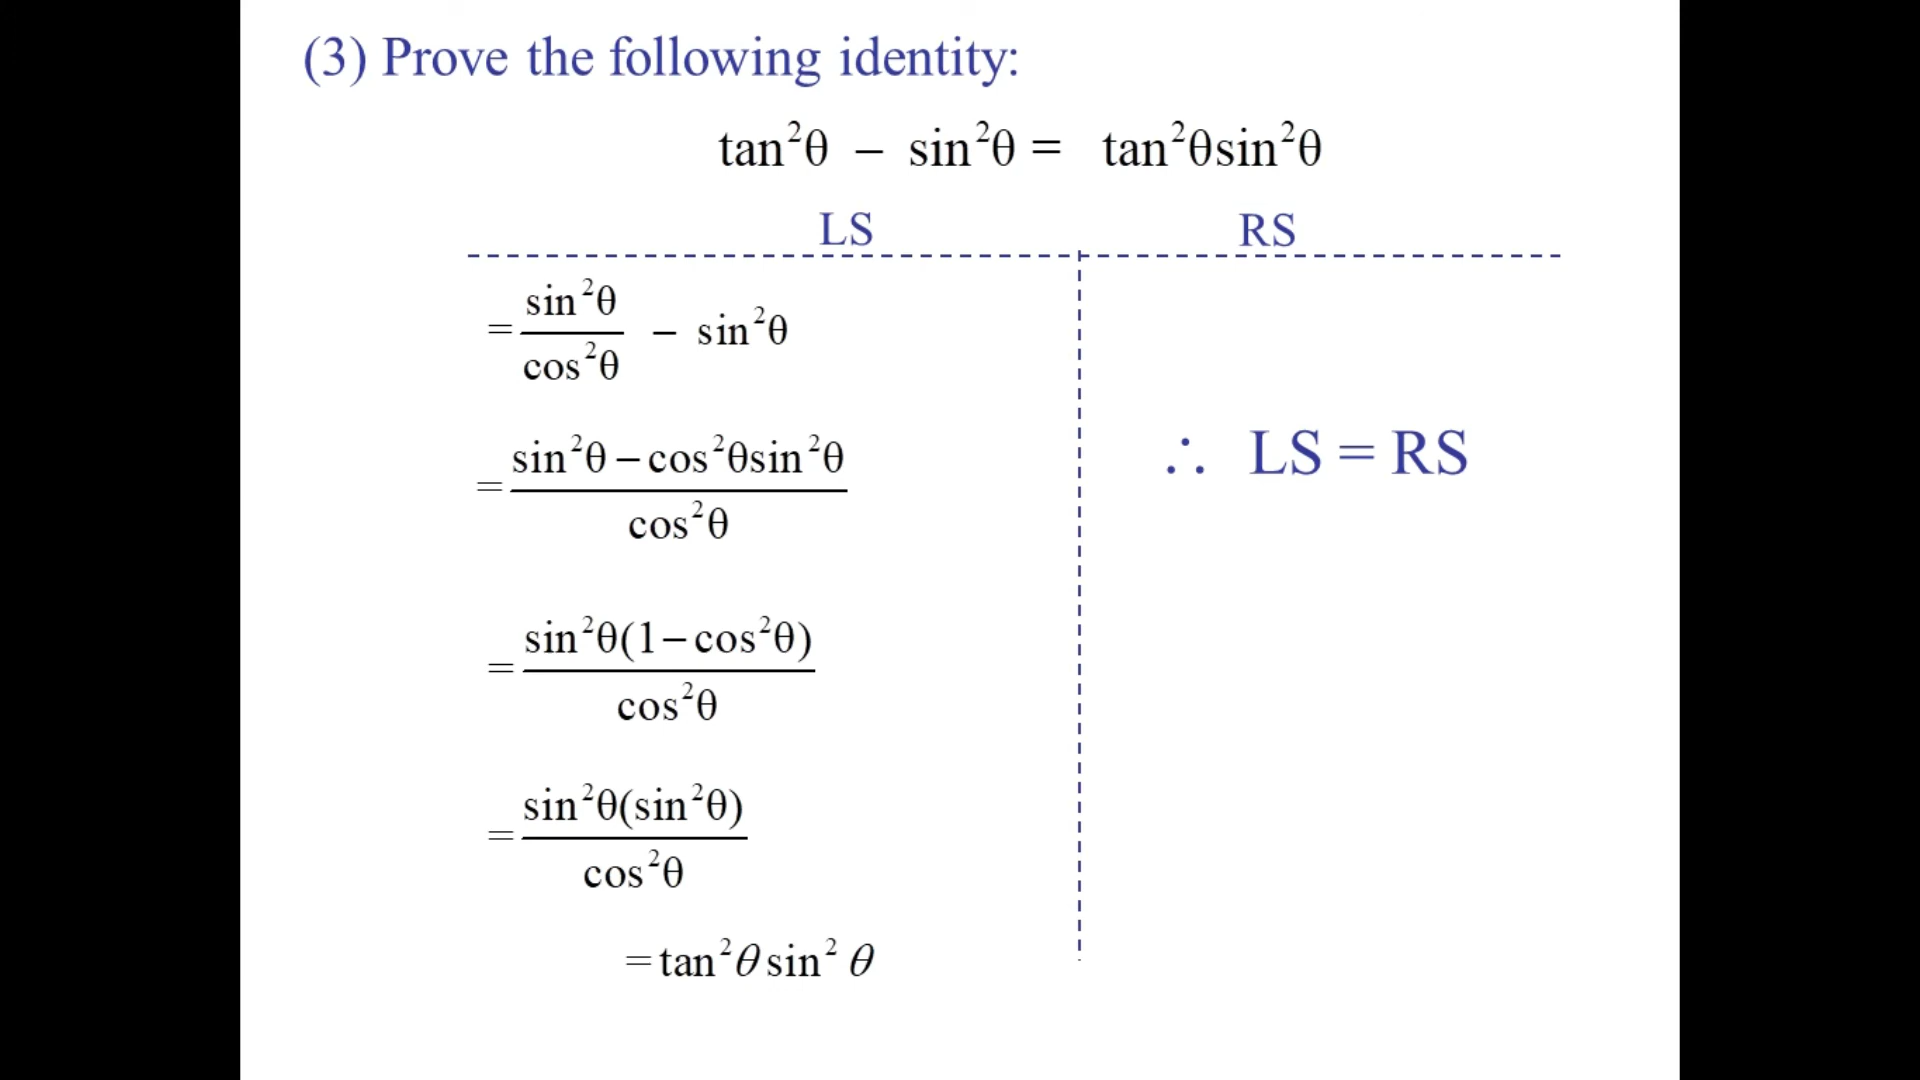 (3) Prove the following identity:
tan²θ – sin²θ = tan²θsin²θ
LS RS
= sin²θ/cos²θ – sin²θ
= (sin²θ – cos²θsin²θ)/cos²θ
∴ LS = RS
= sin²θ(1 – cos²θ)/cos²θ
= sin²θ(sin²θ)/cos²θ
= tan²θ sin² θ